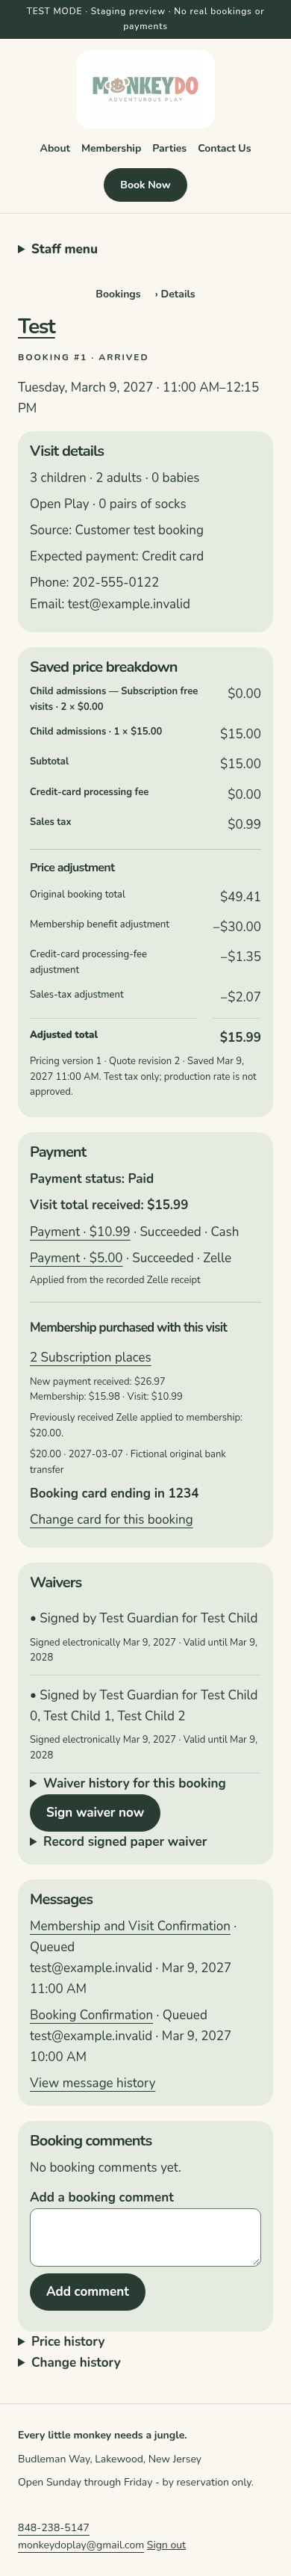 TEST MODE · Staging preview · No real bookings or
payments
MONKEYDO
ADVENTUROUS PLAY
About Membership Parties Contact Us
Book Now
▶ Staff menu
Bookings › Details
Test
BOOKING #1 · ARRIVED
Tuesday, March 9, 2027 · 11:00 AM–12:15
PM
Visit details
3 children · 2 adults · 0 babies
Open Play · 0 pairs of socks
Source: Customer test booking
Expected payment: Credit card
Phone: 202-555-0122
Email: test@example.invalid
Saved price breakdown
Child admissions — Subscription free
visits · 2 × $0.00 $0.00
Child admissions · 1 × $15.00 $15.00
Subtotal $15.00
Credit-card processing fee $0.00
Sales tax $0.99
Price adjustment
Original booking total $49.41
Membership benefit adjustment –$30.00
Credit-card processing-fee
adjustment –$1.35
Sales-tax adjustment –$2.07
Adjusted total $15.99
Pricing version 1 · Quote revision 2 · Saved Mar 9,
2027 11:00 AM. Test tax only; production rate is not
approved.
Payment
Payment status: Paid
Visit total received: $15.99
Payment · $10.99 · Succeeded · Cash
Payment · $5.00 · Succeeded · Zelle
Applied from the recorded Zelle receipt
Membership purchased with this visit
2 Subscription places
New payment received: $26.97
Membership: $15.98 · Visit: $10.99
Previously received Zelle applied to membership:
$20.00.
$20.00 · 2027-03-07 · Fictional original bank
transfer
Booking card ending in 1234
Change card for this booking
Waivers
• Signed by Test Guardian for Test Child
Signed electronically Mar 9, 2027 · Valid until Mar 9,
2028
• Signed by Test Guardian for Test Child
0, Test Child 1, Test Child 2
Signed electronically Mar 9, 2027 · Valid until Mar 9,
2028
▶ Waiver history for this booking
Sign waiver now
▶ Record signed paper waiver
Messages
Membership and Visit Confirmation ·
Queued
test@example.invalid · Mar 9, 2027
11:00 AM
Booking Confirmation · Queued
test@example.invalid · Mar 9, 2027
10:00 AM
View message history
Booking comments
No booking comments yet.
Add a booking comment
Add comment
▶ Price history
▶ Change history
Every little monkey needs a jungle.
Budleman Way, Lakewood, New Jersey
Open Sunday through Friday - by reservation only.
848-238-5147
monkeydoplay@gmail.com Sign out